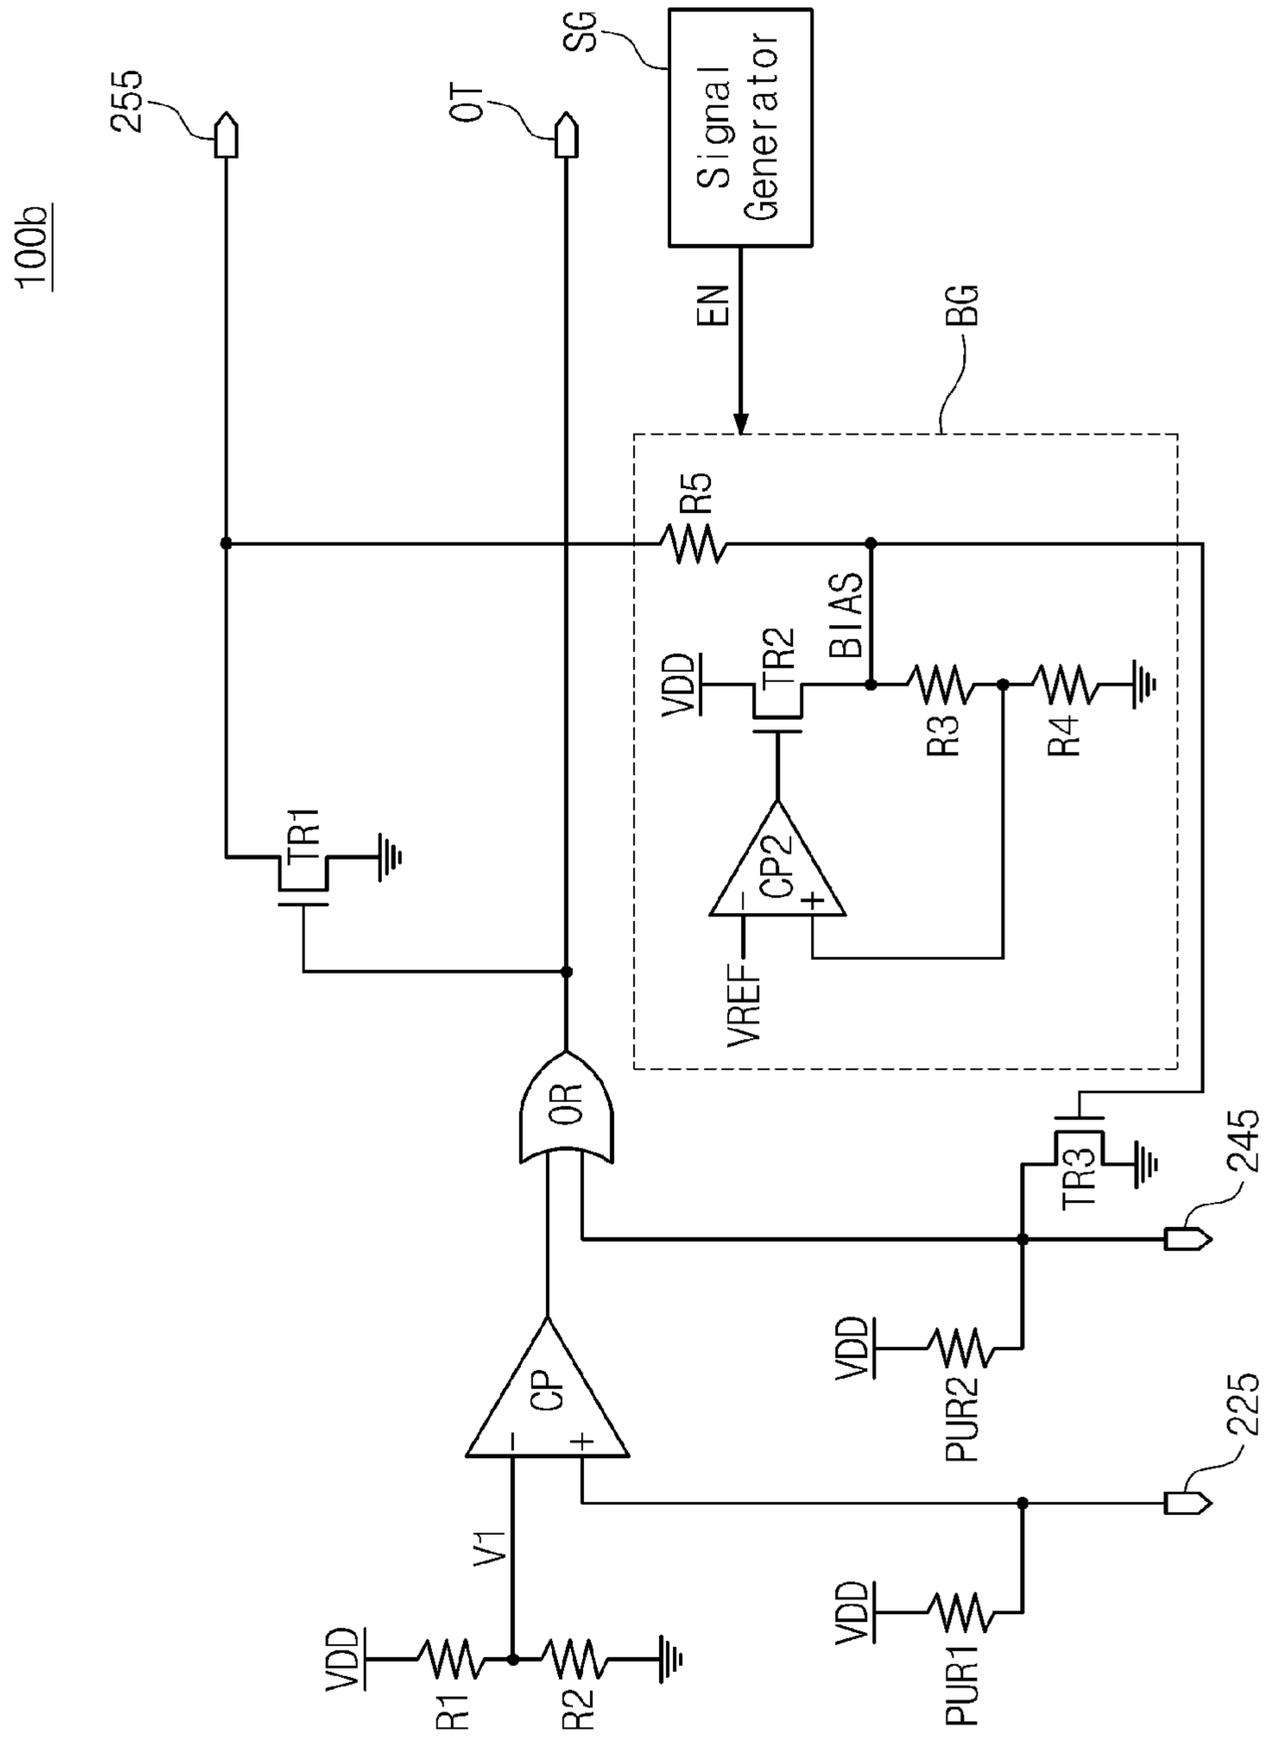 100b
255
OT
SG
Signal
Generator
EN
BG
TR1
R5
VDD
TR2
BIAS
CP2
-
+
VREF
R3
R4
OR
TR3
245
CP
-
+
V1
VDD
R1
R2
VDD
PUR2
VDD
PUR1
225